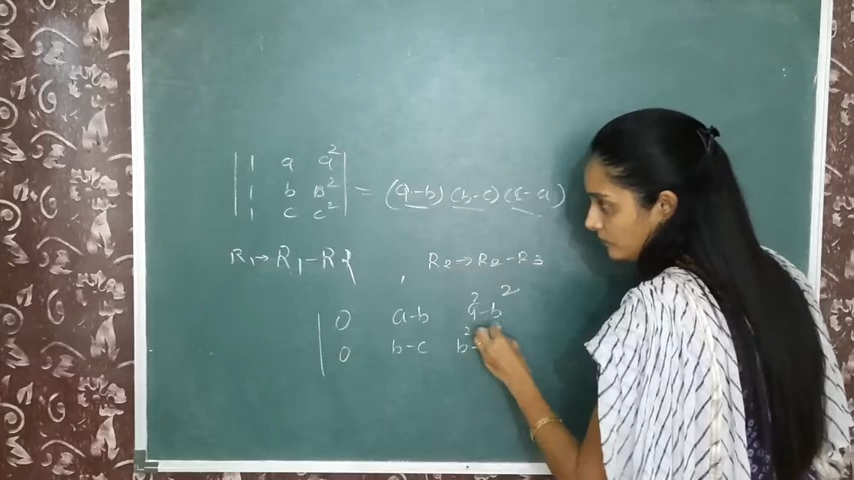 | 1 a a² |
| 1 b B² | = (a-b) (b-c) (c-a)
| 1 c c² |
R₁→R₁-R₂ , R₂→R₂-R₃
| 0 a-b a²-b²
| 0 b-c b²-